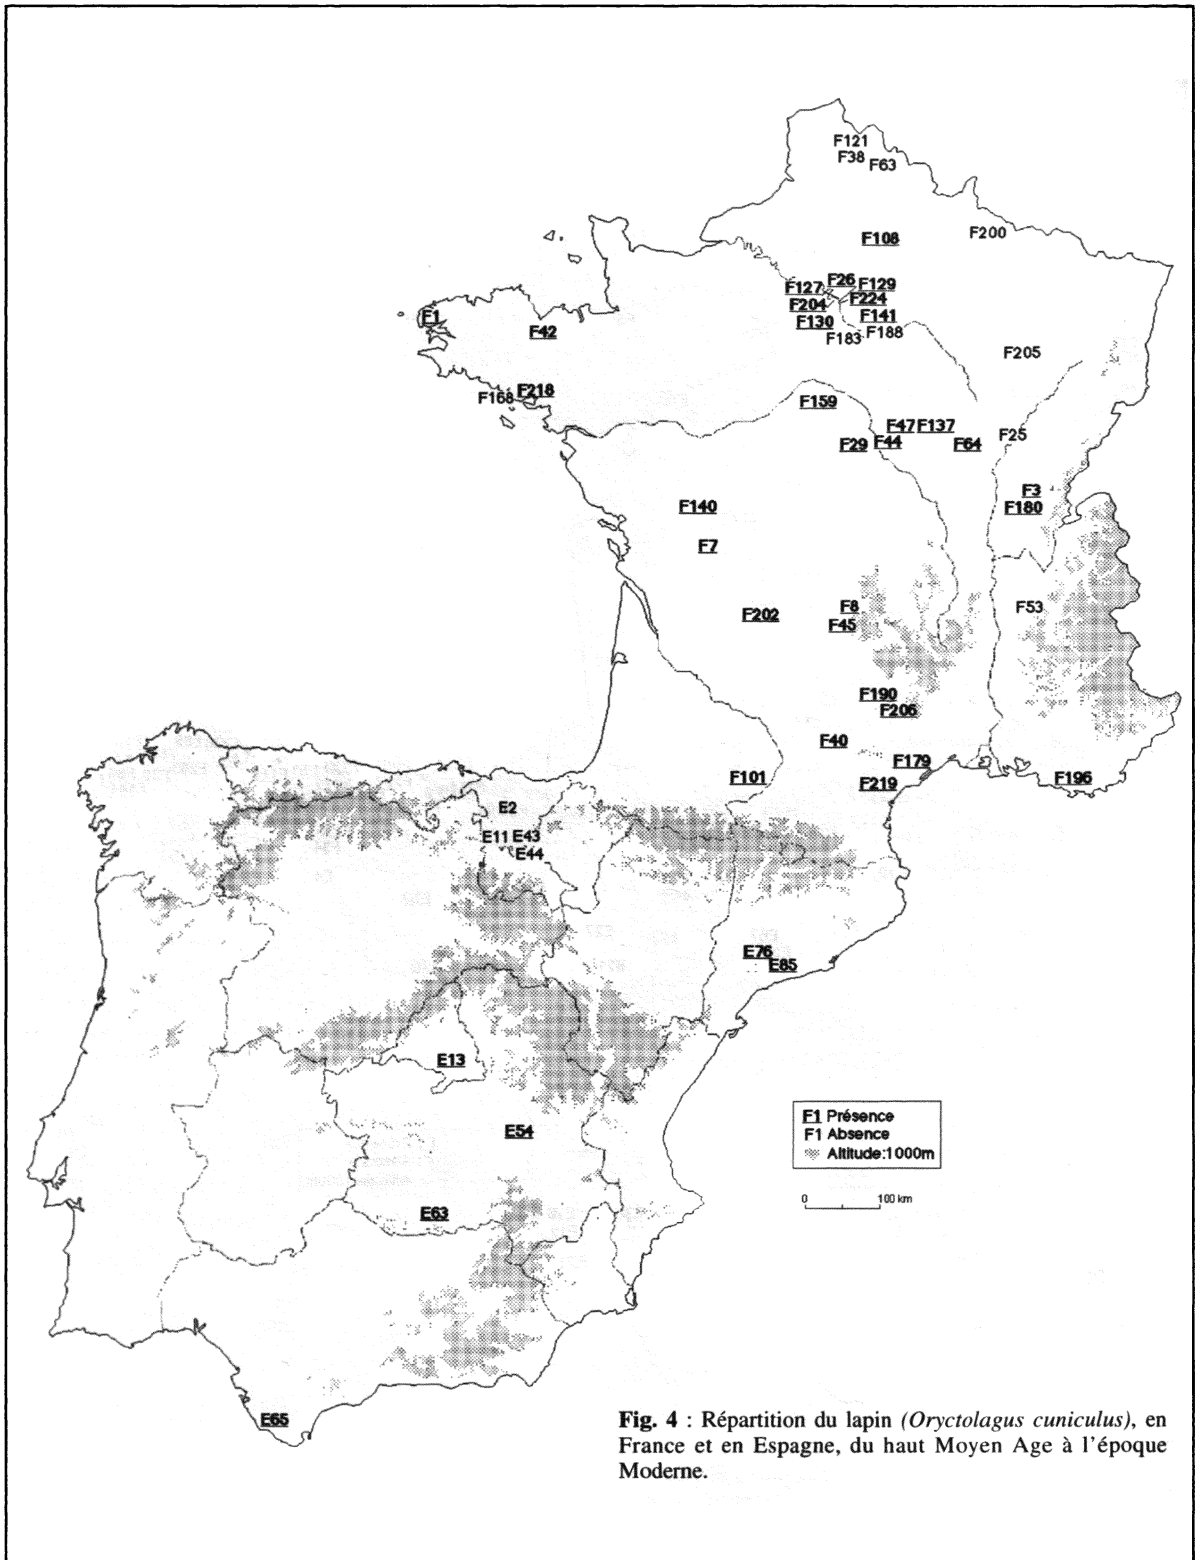 F121
F38
F63
F200
F108
F26
F127
F129
F204
F224
F130
F141
F183
F188
F1
F42
F205
F168
F218
F159
F47
F137
F29
F44
F64
F25
F3
F180
F140
F7
F8
F53
F202
F45
F190
F206
F40
F179
F101
F219
F196
E2
E11
E43
E44
E76
E85
E13
E54
E63
E65
F1 Présence
F1 Absence
Altitude:1000m
0 100 km
Fig. 4 : Répartition du lapin (Oryctolagus cuniculus), en
France et en Espagne, du haut Moyen Age à l'époque
Moderne.